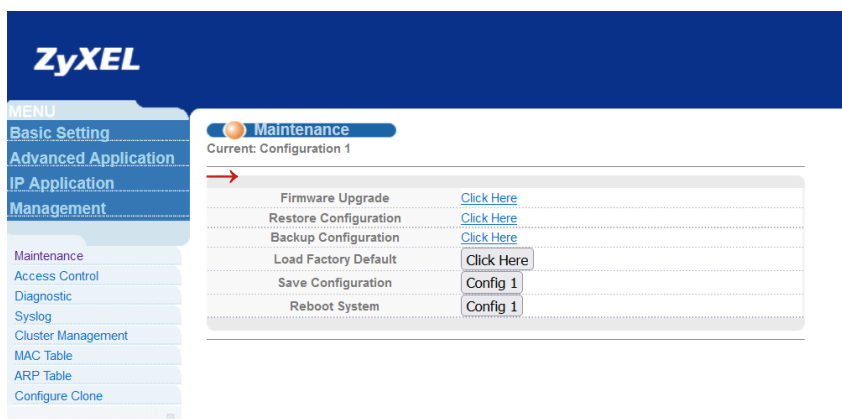 ZyXEL
MENU
Basic Setting
Advanced Application
IP Application
Management
Maintenance
Access Control
Diagnostic
Syslog
Cluster Management
MAC Table
ARP Table
Configure Clone
Maintenance
Current: Configuration 1
Firmware Upgrade Click Here
Restore Configuration Click Here
Backup Configuration Click Here
Load Factory Default Click Here
Save Configuration Config 1
Reboot System Config 1